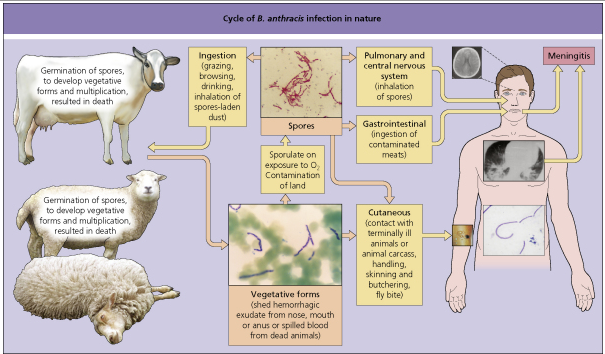 Cycle of B. anthracis infection in nature
Germination of spores,
to develop vegetative
forms and multiplication,
resulted in death
Ingestion
(grazing,
browsing,
drinking,
inhalation of
spores-laden
dust)
Spores
Pulmonary and
central nervous
system
(inhalation
of spores)
Meningitis
Gastrointestinal
(ingestion of
contaminated
meats)
Sporulate on
exposure to O2
Contamination
of land
Germination of spores,
to develop vegetative
forms and multiplication,
resulted in death
Cutaneous
(contact with
terminally ill
animals or
animal carcass,
handling,
skinning and
butchering,
fly bite)
Vegetative forms
(shed hemorrhagic
exudate from nose, mouth
or anus or spilled blood
from dead animals)